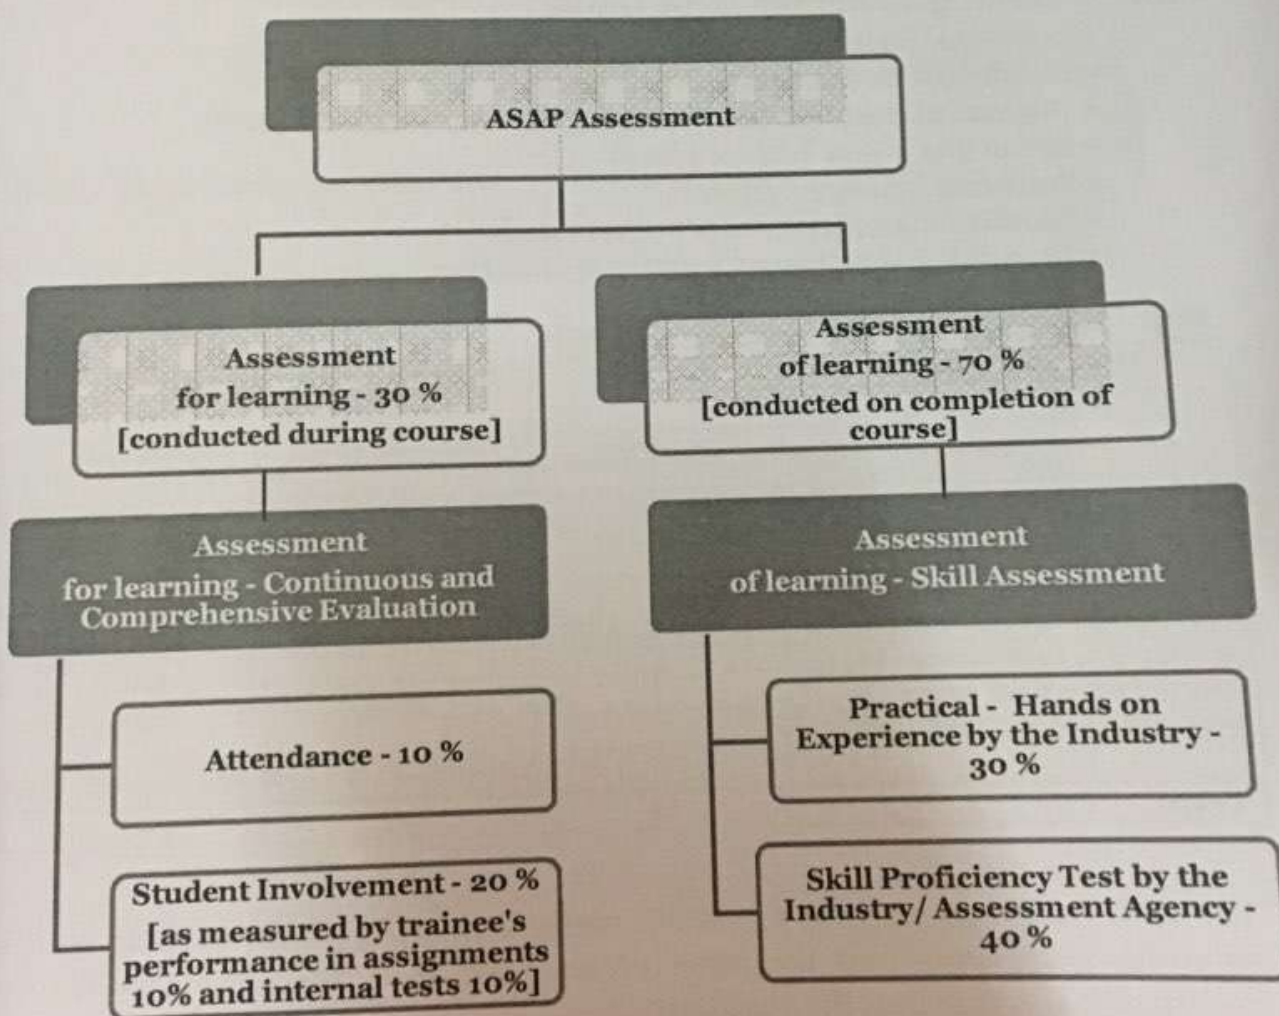 ASAP Assessment
Assessment
for learning - 30 %
[conducted during course]
Assessment
of learning - 70 %
[conducted on completion of
course]
Assessment
for learning - Continuous and
Comprehensive Evaluation
Assessment
of learning - Skill Assessment
Attendance - 10 %
Student Involvement - 20 %
[as measured by trainee's
performance in assignments
10% and internal tests 10%]
Practical - Hands on
Experience by the Industry -
30 %
Skill Proficiency Test by the
Industry/ Assessment Agency -
40 %